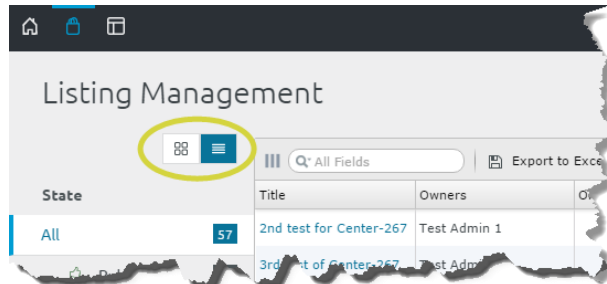 Listing Management
All Fields
Export to Exce
State
Title
Owners
All
57
2nd test for Center-267
Test Admin 1